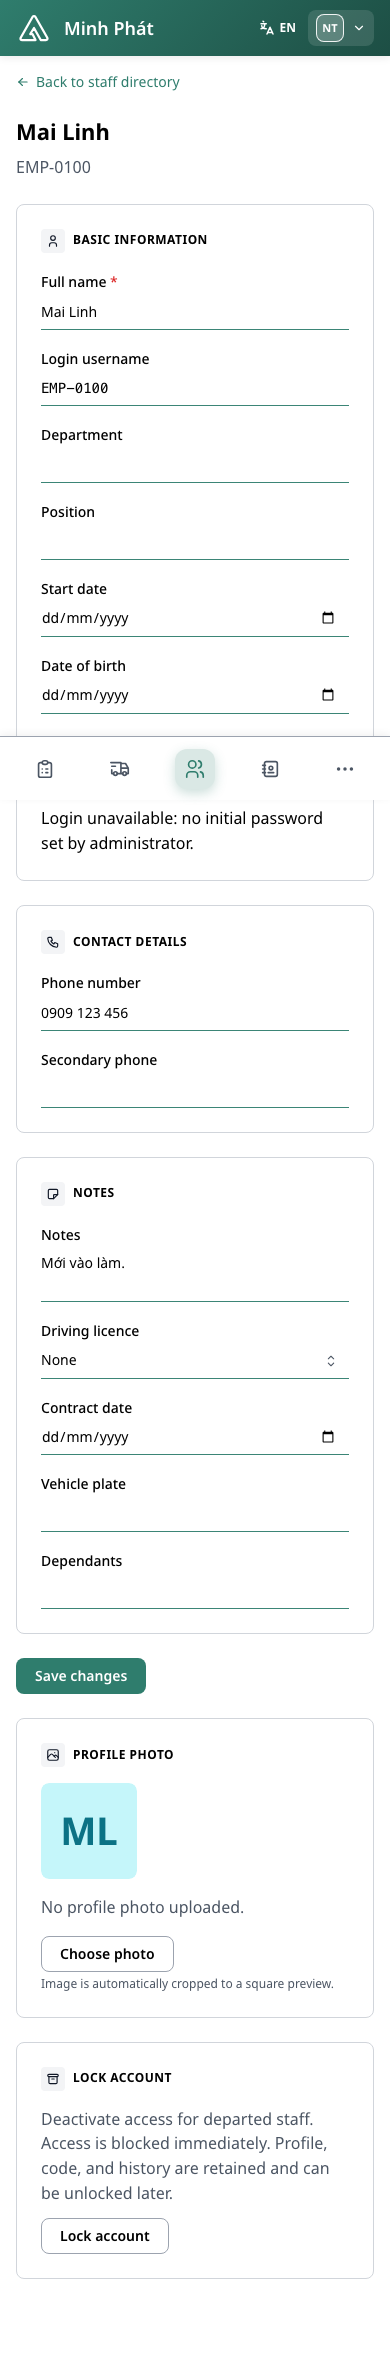 Minh Phát
EN
NT
Back to staff directory
Mai Linh
EMP-0100
BASIC INFORMATION
Full name *
Mai Linh
Login username
EMP-0100
Department
Position
Start date
dd/mm/yyyy
Date of birth
dd/mm/yyyy
Login unavailable: no initial password
set by administrator.
CONTACT DETAILS
Phone number
0909 123 456
Secondary phone
NOTES
Notes
Mới vào làm.
Driving licence
None
Contract date
dd/mm/yyyy
Vehicle plate
Dependants
Save changes
PROFILE PHOTO
ML
No profile photo uploaded.
Choose photo
Image is automatically cropped to a square preview.
LOCK ACCOUNT
Deactivate access for departed staff.
Access is blocked immediately. Profile,
code, and history are retained and can
be unlocked later.
Lock account